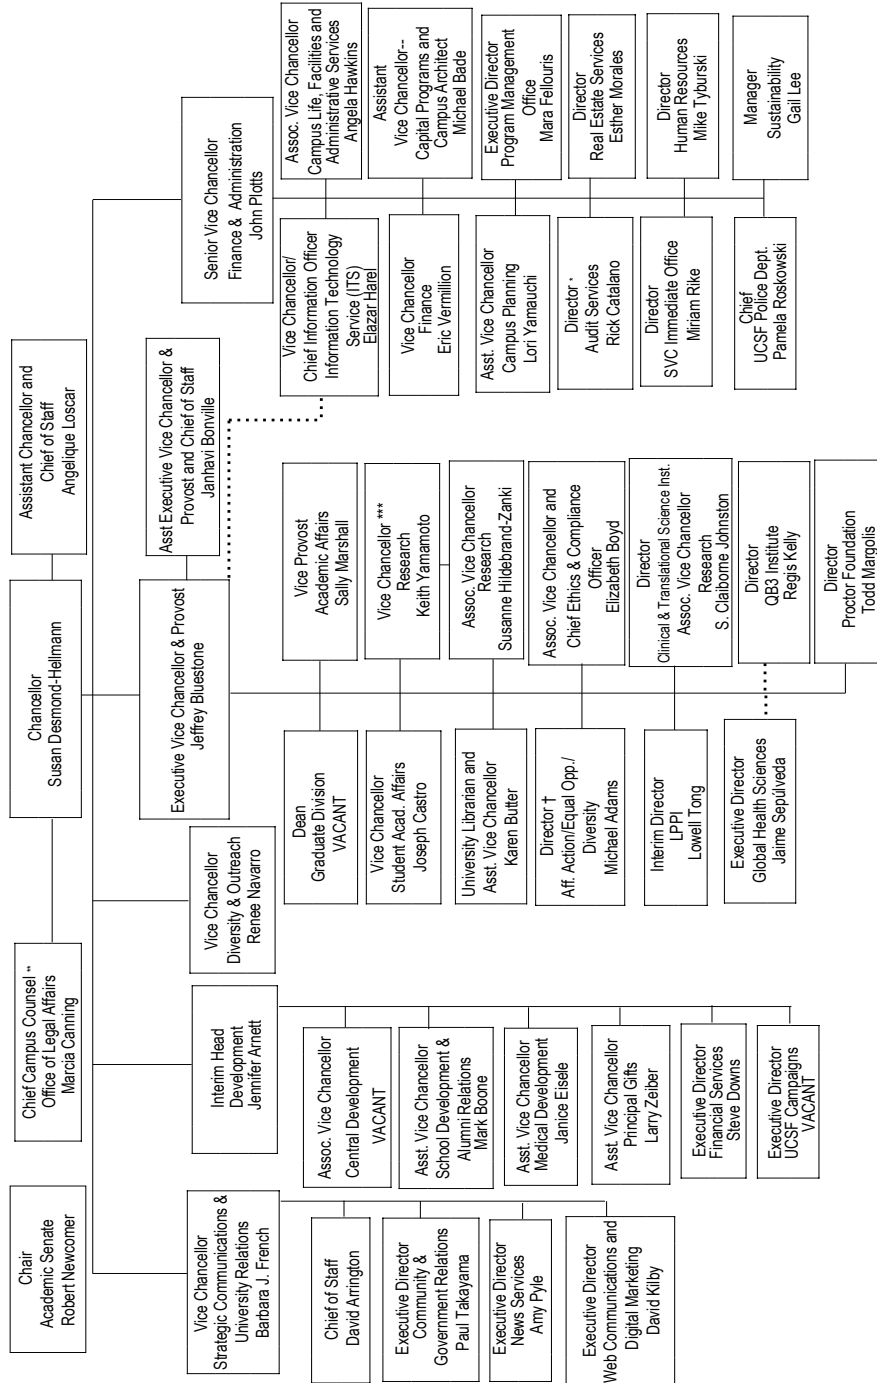 Chair
Academic Senate
Robert Newcomer
Chief Campus Counsel **
Office of Legal Affairs
Marcia Canning
Chancellor
Susan Desmond-Hellmann
Assistant Chancellor and
Chief of Staff
Angelique Loscar
Executive Vice Chancellor & Provost
Jeffrey Bluestone
Asst Executive Vice Chancellor &
Provost and Chief of Staff
Janhavi Bonville
Vice Chancellor
Strategic Communications &
University Relations
Barbara J. French
Interim Head
Development
Jennifer Arnett
Vice Chancellor
Diversity & Outreach
Renee Navarro
Senior Vice Chancellor
Finance & Administration
John Plotts
Chief of Staff
David Arrington
Executive Director
Community &
Government Relations
Paul Takayama
Executive Director
News Services
Amy Pyle
Executive Director
Web Communications and
Digital Marketing
David Kilby
Assoc. Vice Chancellor
Central Development
VACANT
Asst. Vice Chancellor
School Development &
Alumni Relations
Mark Boone
Asst. Vice Chancellor
Medical Development
Janice Eisele
Asst. Vice Chancellor
Principal Gifts
Larry Zeiber
Executive Director
Financial Services
Steve Downs
Executive Director
UCSF Campaigns
VACANT
Dean
Graduate Division
VACANT
Vice Provost
Academic Affairs
Sally Marshall
Vice Chancellor
Student Acad. Affairs
Joseph Castro
Vice Chancellor ***
Research
Keith Yamamoto
University Librarian and
Asst. Vice Chancellor
Karen Butter
Assoc. Vice Chancellor
Research
Susanne Hildebrand-Zanki
Director †
Aff. Action/Equal Opp./
Diversity
Michael Adams
Assoc. Vice Chancellor and
Chief Ethics & Compliance
Officer
Elizabeth Boyd
Interim Director
LPPI
Lowell Tong
Director
Clinical & Translational Science Inst.
Assoc. Vice Chancellor
Research
S. Claiborne Johnston
Executive Director
Global Health Sciences
Jaime Sepúlveda
Director
QB3 Institute
Regis Kelly
Director
Proctor Foundation
Todd Margolis
Vice Chancellor/
Chief Information Officer
Information Technology
Service (ITS)
Elazar Harel
Assoc. Vice Chancellor
Campus Life, Facilities and
Administrative Services
Angela Hawkins
Vice Chancellor
Finance
Eric Vermillion
Assistant
Vice Chancellor--
Capital Programs and
Campus Architect
Michael Bade
Asst. Vice Chancellor
Campus Planning
Lori Yamauchi
Executive Director
Program Management
Office
Mara Fellouris
Director *
Audit Services
Rick Catalano
Director
Real Estate Services
Esther Morales
Director
SVC Immediate Office
Miriam Rike
Director
Human Resources
Mike Tyburski
Chief
UCSF Police Dept.
Pamela Roskowski
Manager
Sustainability
Gail Lee